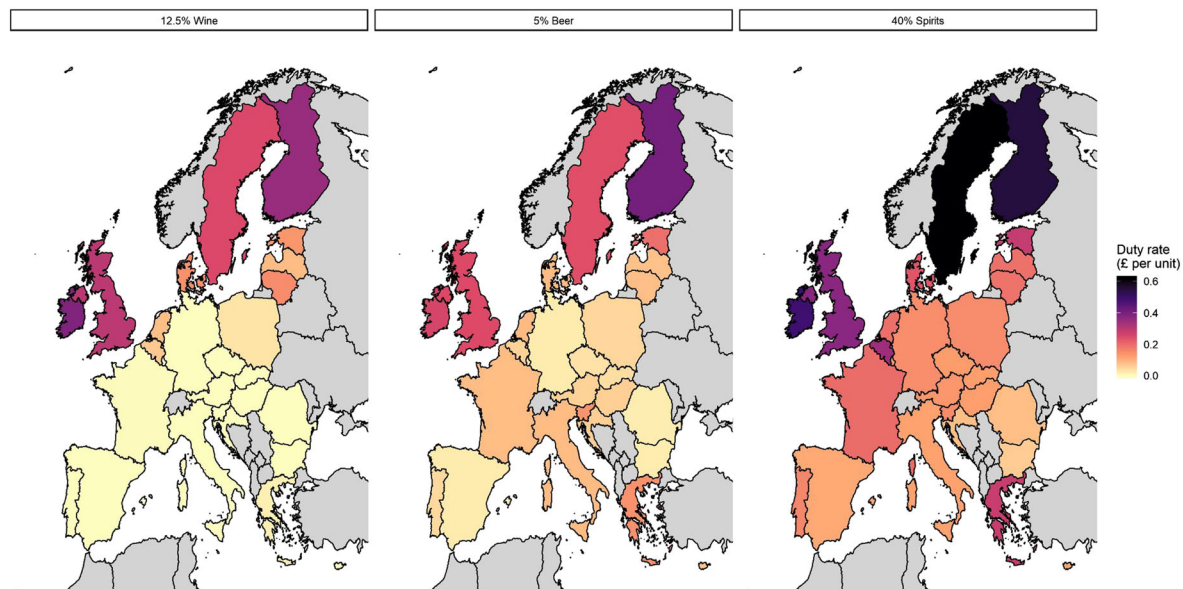 12.5% Wine
5% Beer
40% Spirits
Duty rate
(£ per unit)
0.6
0.4
0.2
0.0